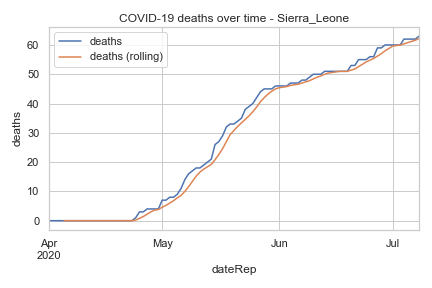 COVID-19 deaths over time - Sierra_Leone
deaths
deaths (rolling)
deaths
60
50
40
30
20
10
0
Apr
2020
May
Jun
Jul
dateRep